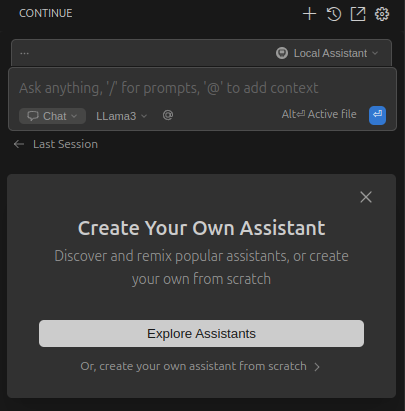 CONTINUE
... Local Assistant
Ask anything, '/' for prompts, '@' to add context
Chat LLama3 @ Alt⏎ Active file ⏎
Last Session
Create Your Own Assistant
Discover and remix popular assistants, or create
your own from scratch
Explore Assistants
Or, create your own assistant from scratch